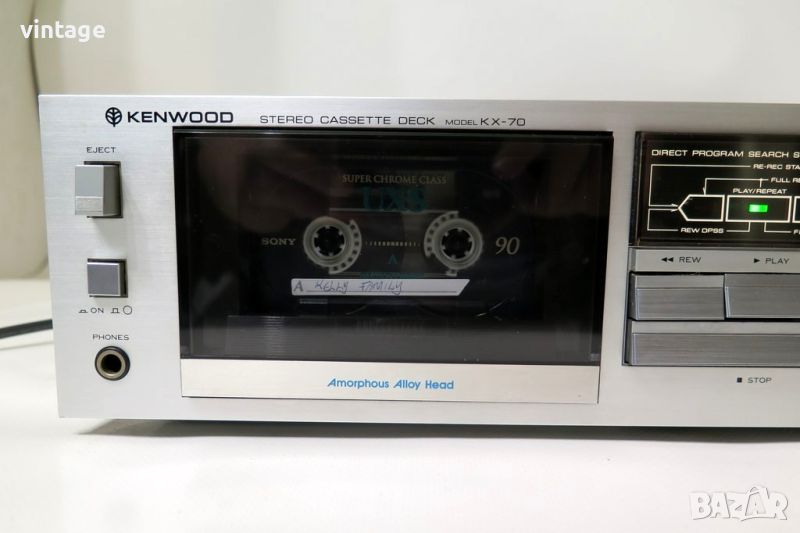 vintage
KENWOOD STEREO CASSETTE DECK MODEL KX-70
EJECT
ON
PHONES
SUPER CHROME CLASS
UXS
SONY 90
A
A KELLY FAMILY
Amorphous Alloy Head
DIRECT PROGRAM SEARCH S
RE-REC STA
FULL RE
PLAY/REPEAT
REW DPSS F
◀◀ REW ▶ PLAY
■ STOP
BAZAR